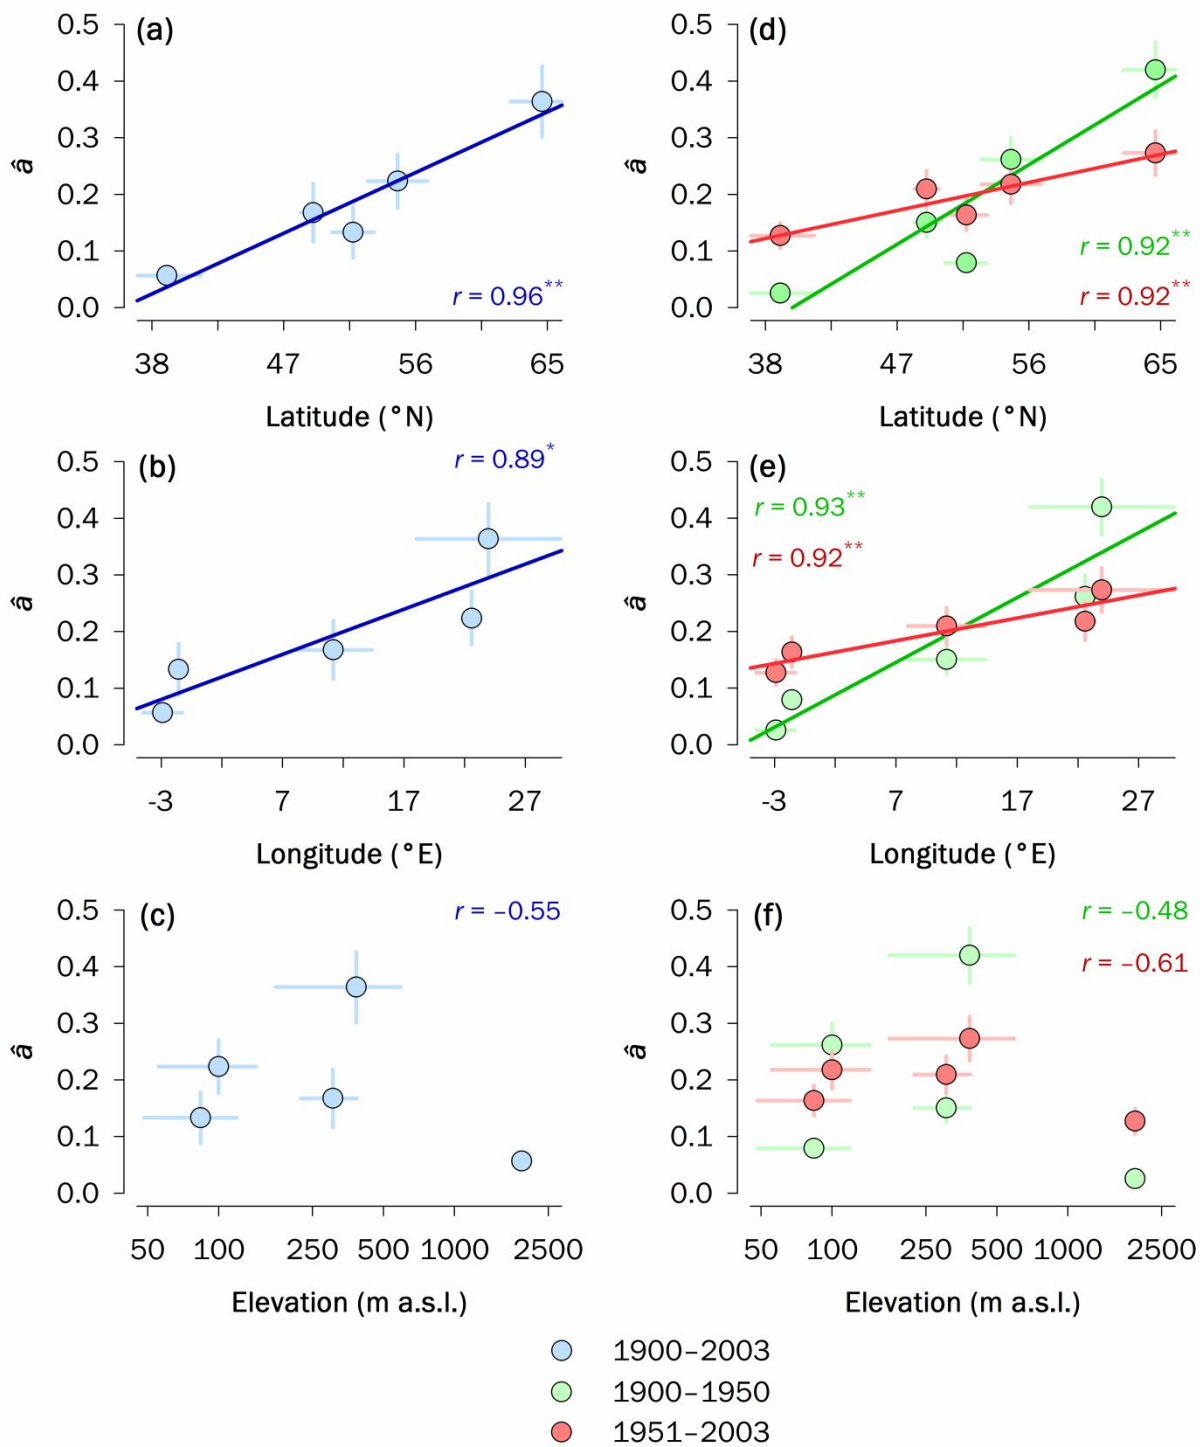 (a)
0.5
0.4
0.3
0.2
0.1
0.0
â
r = 0.96**
38 47 56 65
Latitude (°N)
(d)
0.5
0.4
0.3
0.2
0.1
0.0
â
r = 0.92**
r = 0.92**
38 47 56 65
Latitude (°N)
(b)
r = 0.89*
0.5
0.4
0.3
0.2
0.1
0.0
â
-3 7 17 27
Longitude (°E)
(e)
r = 0.93**
r = 0.92**
0.5
0.4
0.3
0.2
0.1
0.0
â
-3 7 17 27
Longitude (°E)
(c)
r = –0.55
0.5
0.4
0.3
0.2
0.1
0.0
â
50 100 250 500 1000 2500
Elevation (m a.s.l.)
(f)
r = –0.48
r = –0.61
0.5
0.4
0.3
0.2
0.1
0.0
â
50 100 250 500 1000 2500
Elevation (m a.s.l.)
1900–2003
1900–1950
1951–2003